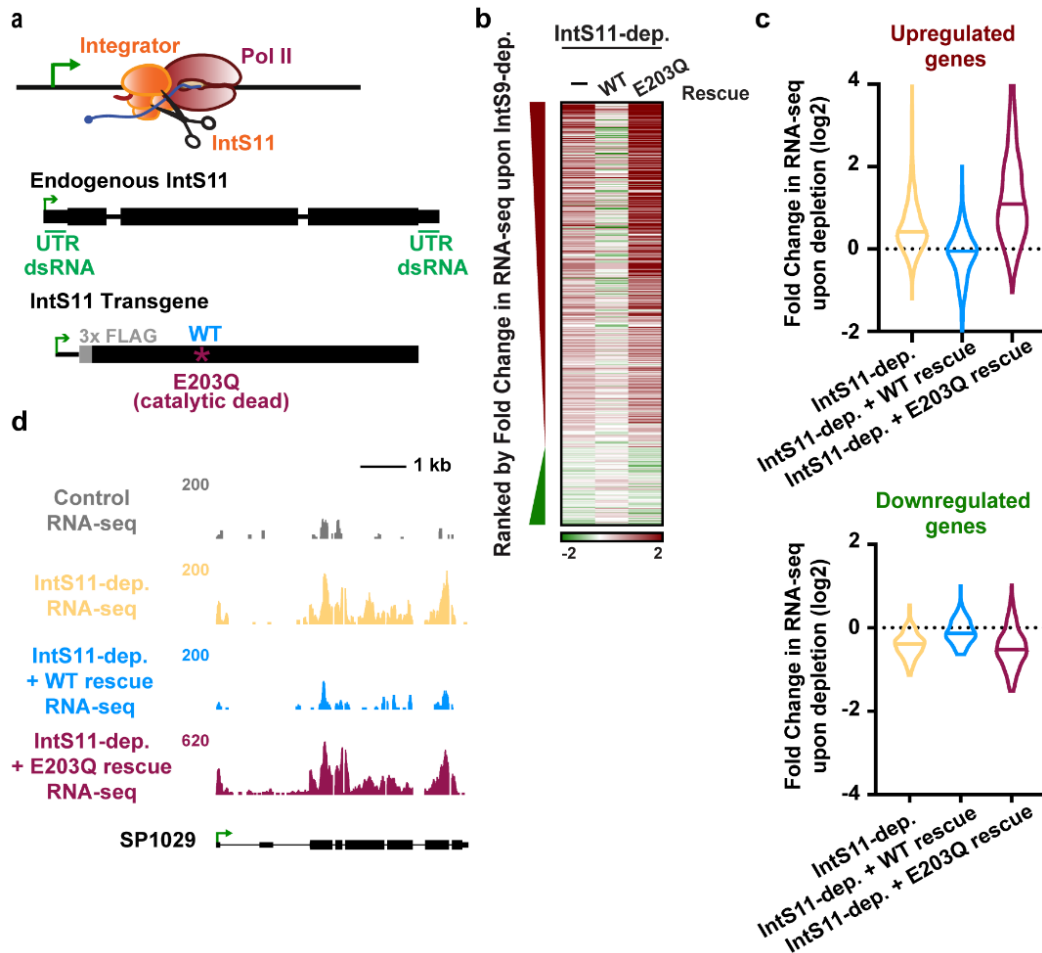 a
Integrator
Pol II
IntS11
Endogenous IntS11
UTR
dsRNA
UTR
dsRNA
IntS11 Transgene
3x FLAG
WT
*
E203Q
(catalytic dead)
b
IntS11-dep.
–
WT
E203Q
Rescue
Ranked by Fold Change in RNA-seq upon IntS9-dep.
-2
2
c
Upregulated
genes
Fold Change in RNA-seq
upon depletion (log2)
4
2
0
-2
IntS11-dep.
IntS11-dep. + WT rescue
IntS11-dep. + E203Q rescue
Downregulated
genes
Fold Change in RNA-seq
upon depletion (log2)
2
0
-2
-4
IntS11-dep.
IntS11-dep. + WT rescue
IntS11-dep. + E203Q rescue
d
1 kb
Control
RNA-seq
200
IntS11-dep.
RNA-seq
200
IntS11-dep.
+ WT rescue
RNA-seq
200
IntS11-dep.
+ E203Q rescue
RNA-seq
620
SP1029